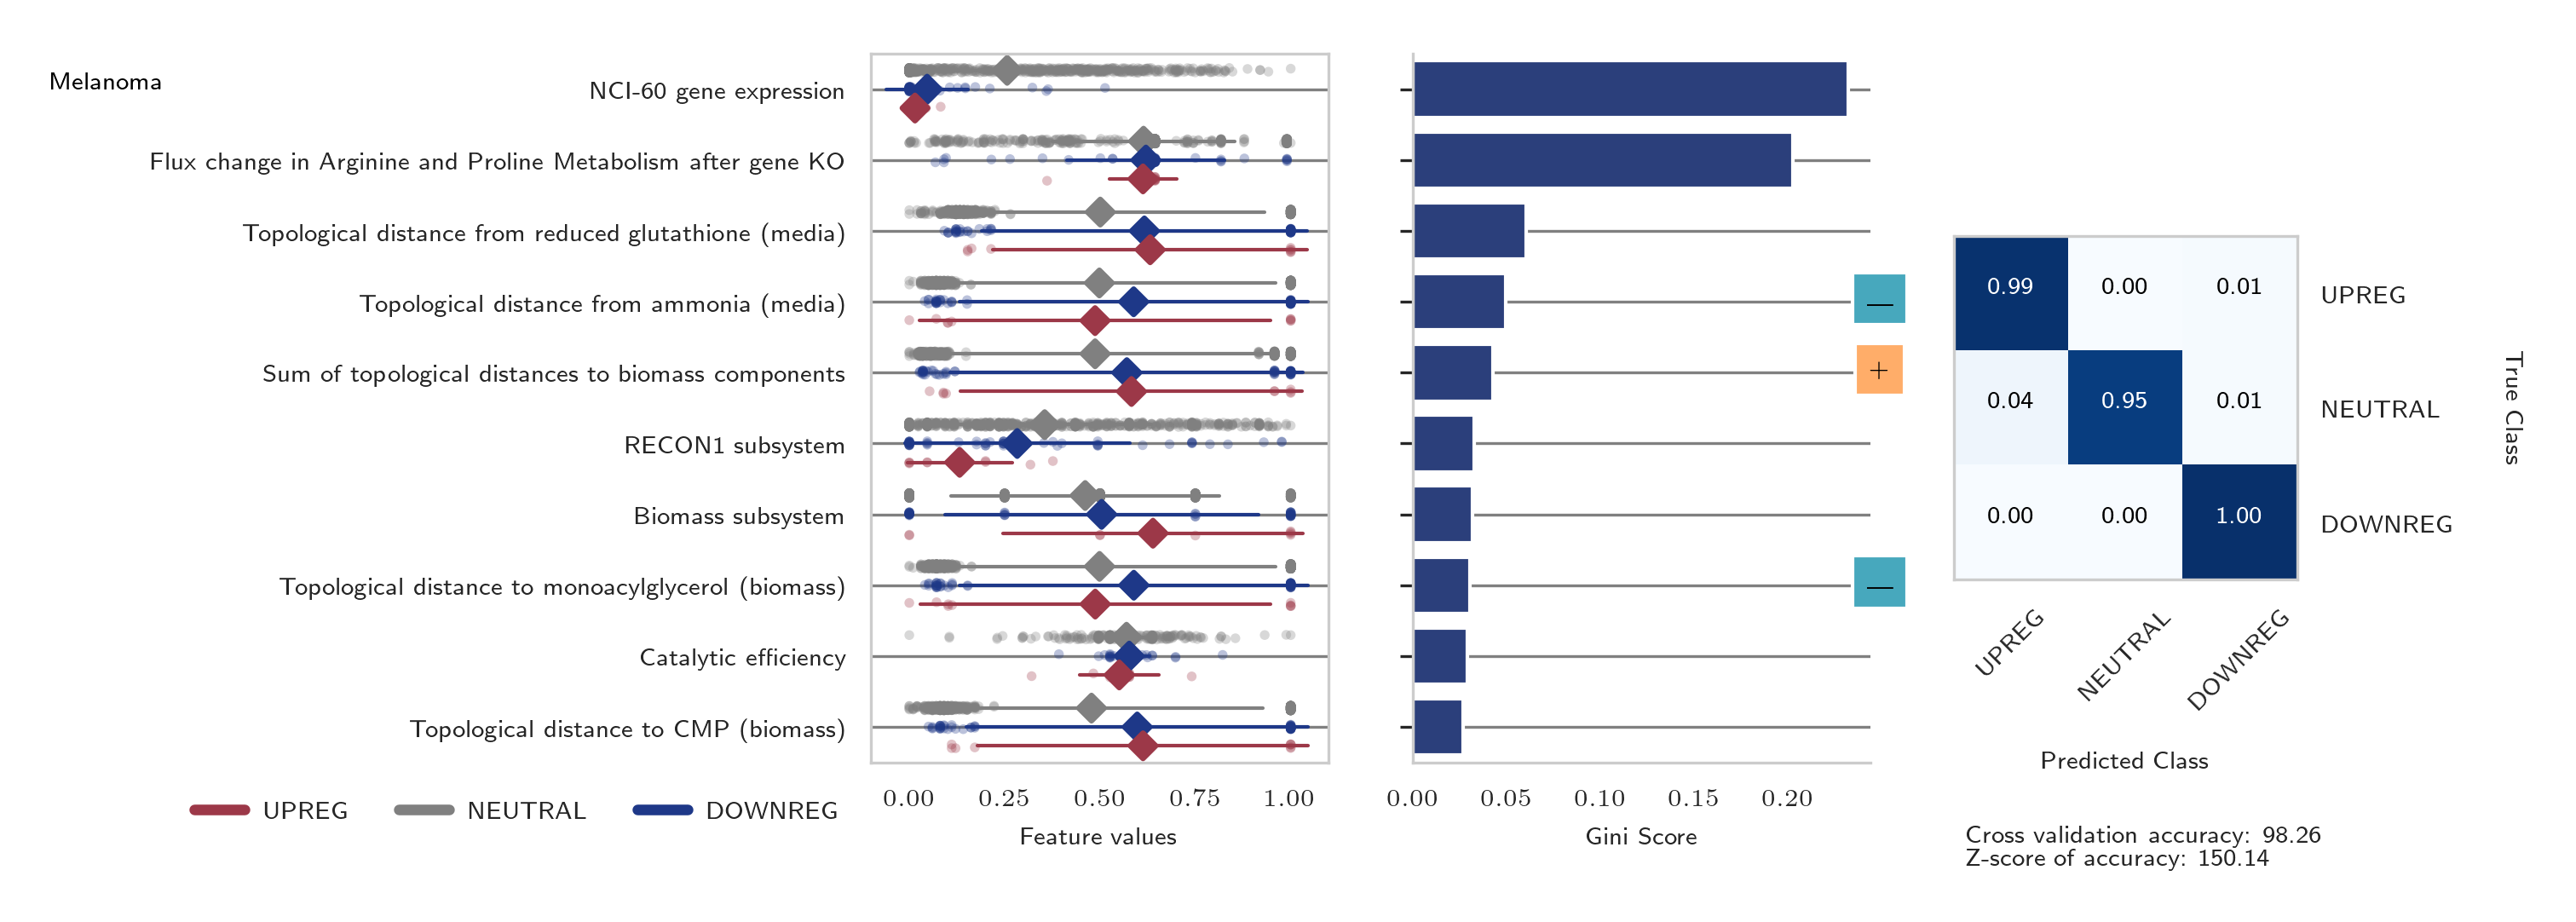 Melanoma
NCI-60 gene expression
Flux change in Arginine and Proline Metabolism after gene KO
Topological distance from reduced glutathione (media)
Topological distance from ammonia (media)
Sum of topological distances to biomass components
RECON1 subsystem
Biomass subsystem
Topological distance to monoacylglycerol (biomass)
Catalytic efficiency
Topological distance to CMP (biomass)
UPREG NEUTRAL DOWNREG
0.00 0.25 0.50 0.75 1.00
Feature values
—
+
—
0.00 0.05 0.10 0.15 0.20
Gini Score
0.99 0.00 0.01 UPREG
0.04 0.95 0.01 NEUTRAL
0.00 0.00 1.00 DOWNREG
True Class
UPREG NEUTRAL DOWNREG
Predicted Class
Cross validation accuracy: 98.26
Z-score of accuracy: 150.14